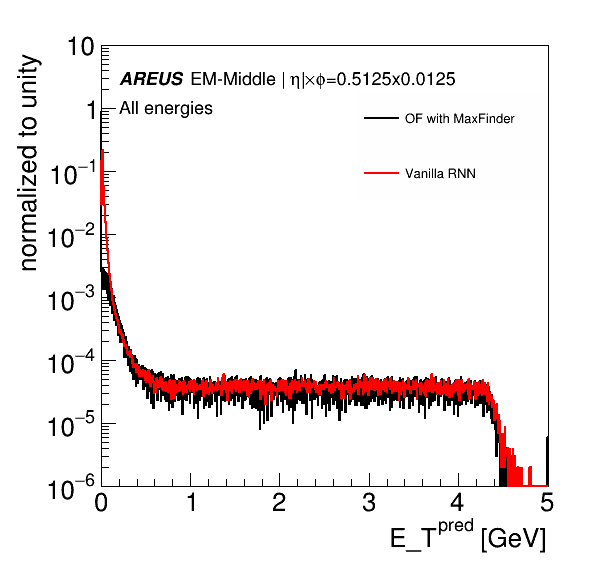 normalized to unity
10
1
10⁻¹
10⁻²
10⁻³
10⁻⁴
10⁻⁵
10⁻⁶
AREUS EM-Middle | η|×φ=0.5125x0.0125
All energies
OF with MaxFinder
Vanilla RNN
0 1 2 3 4 5
E_T^pred [GeV]